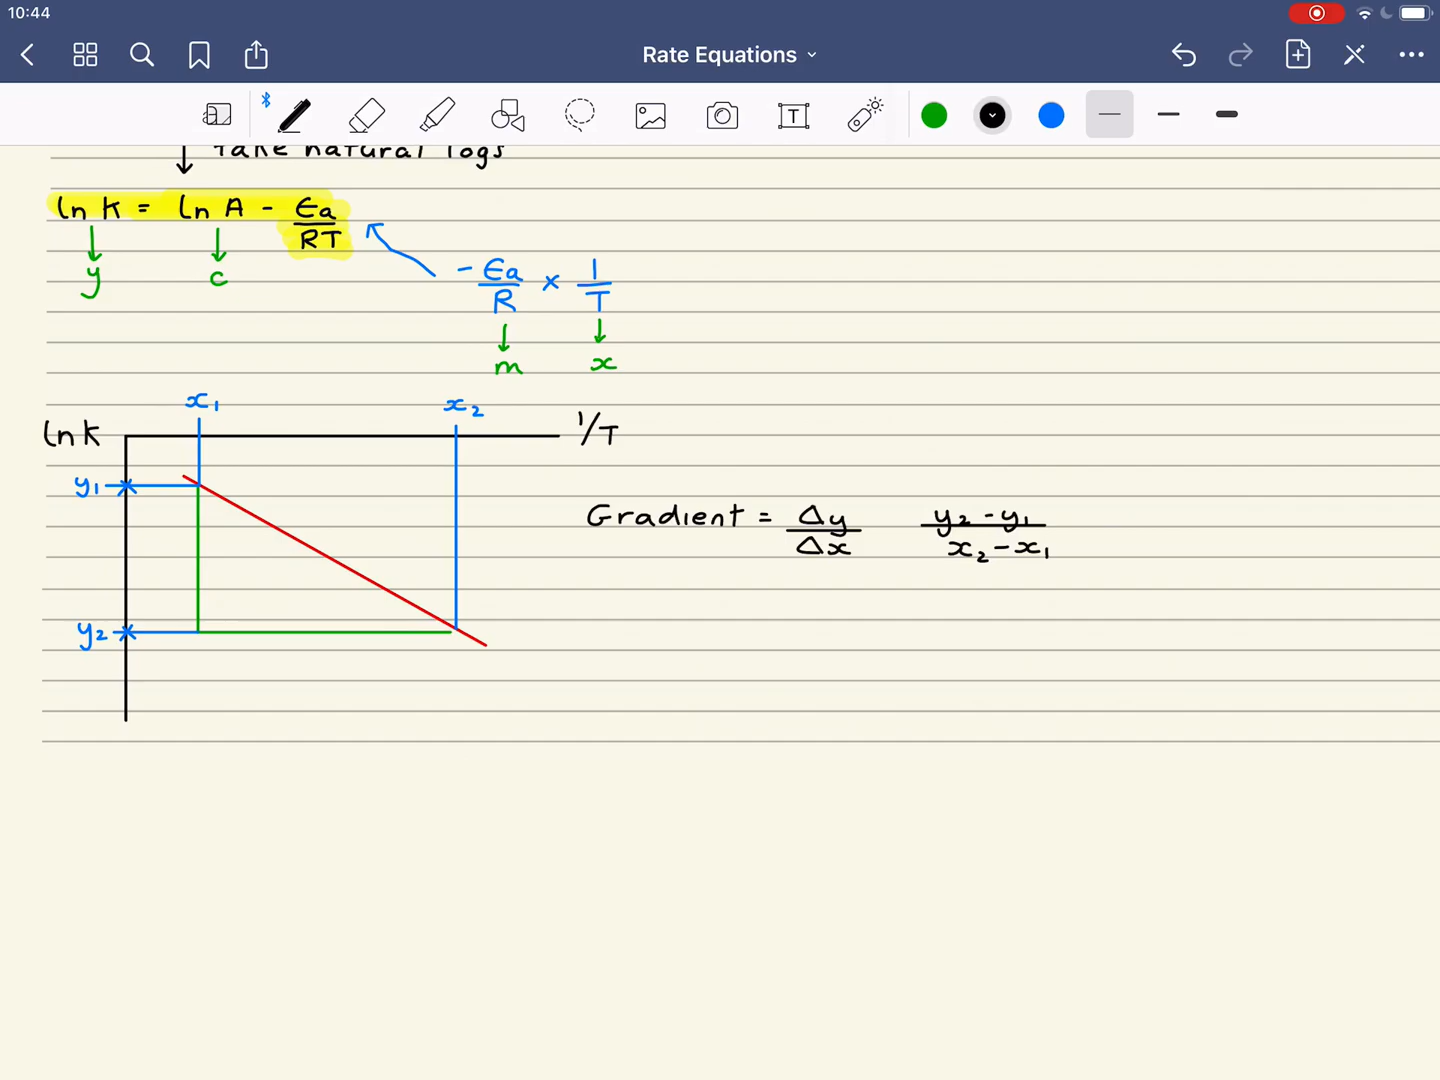 10:44
Rate Equations
T
take natural logs
ln K = ln A - Ea/RT
y c
-Ea/R × 1/T
m x
x₁ x₂
ln K 1/T
y₁
Gradient = Δy/Δx y₂-y₁/x₂-x₁
y₂